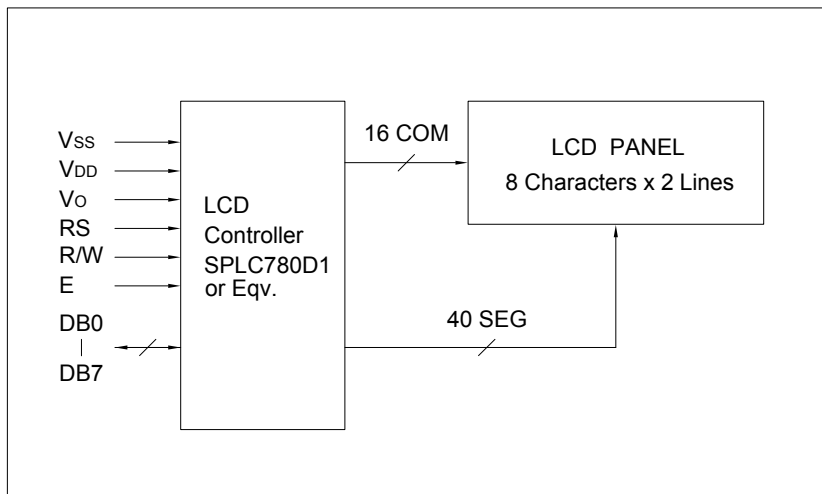 VSS
VDD
VO
RS
R/W
E
DB0
DB7
LCD
Controller
SPLC780D1
or Eqv.
16 COM
40 SEG
LCD PANEL
8 Characters x 2 Lines